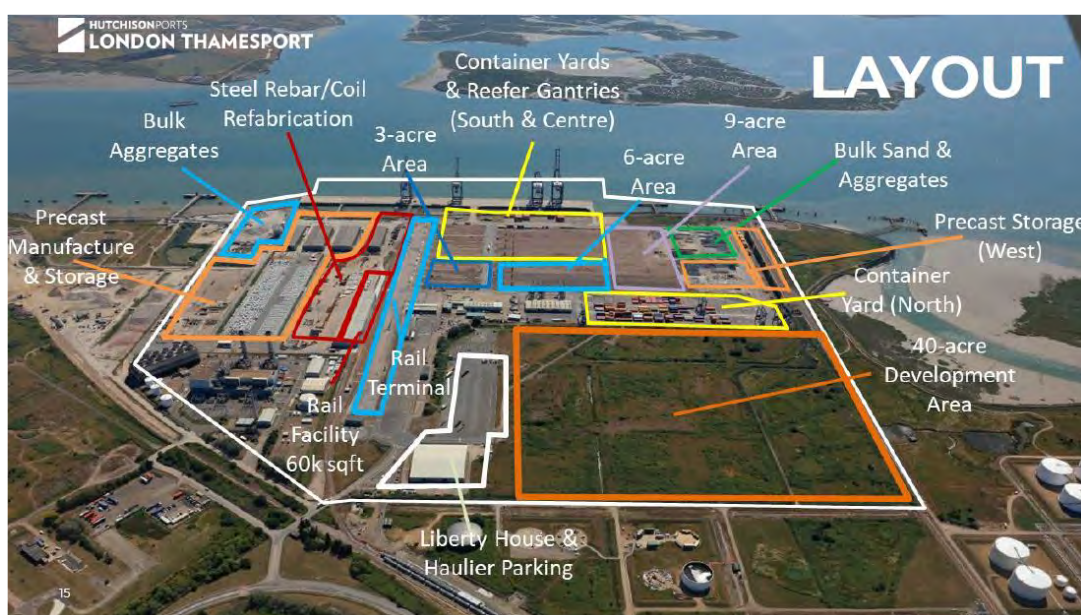 HUTCHISONPORTS
LONDON THAMESPORT
LAYOUT
Container Yards
& Reefer Gantries
(South & Centre)
Steel Rebar/Coil
Refabrication
Bulk
Aggregates
3-acre
Area
9-acre
Area
6-acre
Area
Bulk Sand &
Aggregates
Precast
Manufacture
& Storage
Precast Storage
(West)
Container
Yard (North)
40-acre
Development
Area
Rail
Terminal
Rail
Facility
60k sqft
Liberty House &
Haulier Parking
15